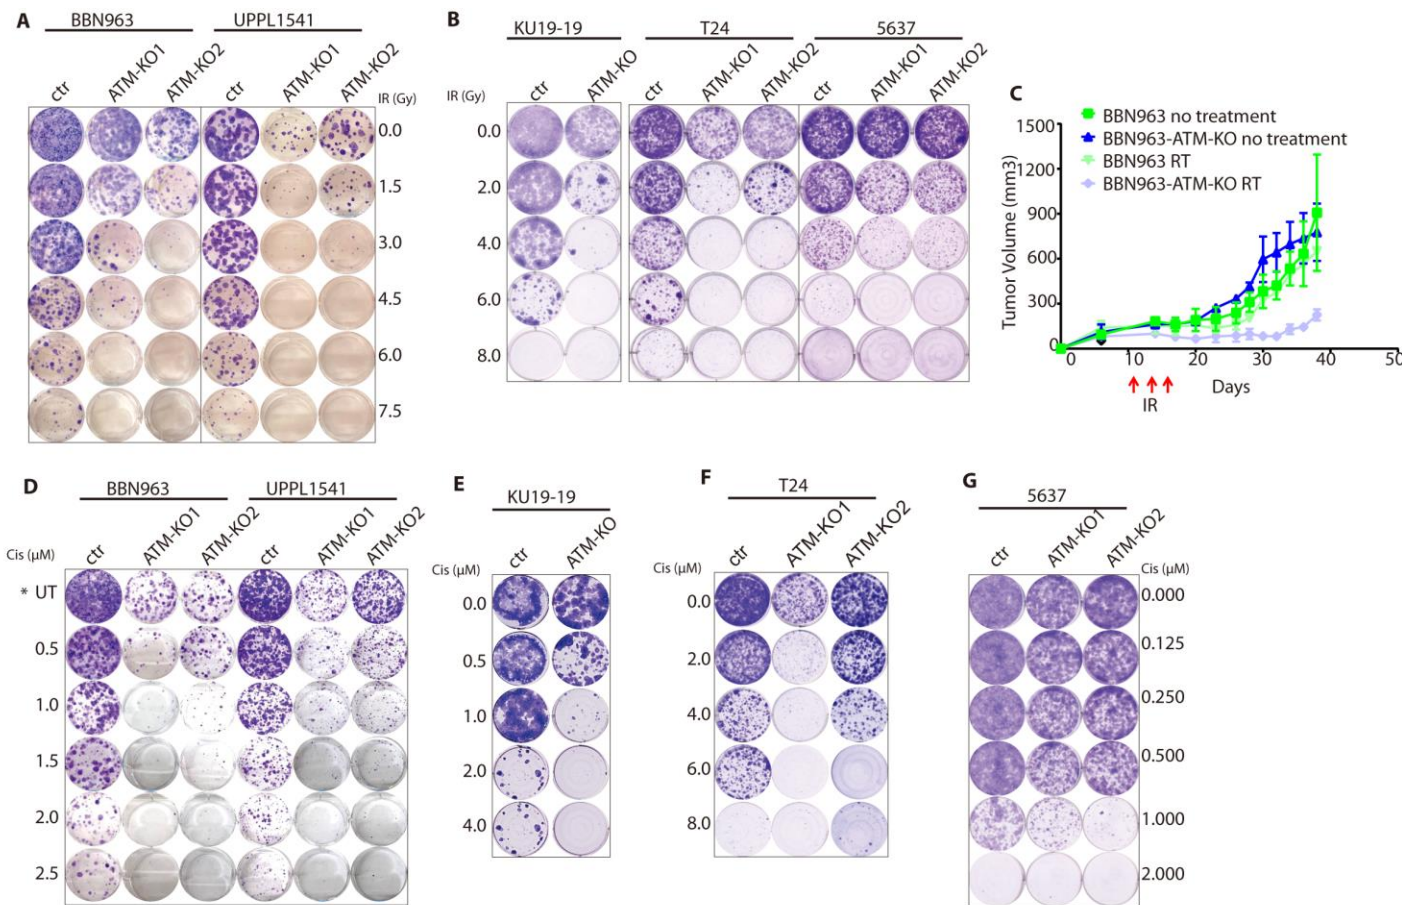 A
BBN963 UPPL1541
ctr ATM-KO1 ATM-KO2 ctr ATM-KO1 ATM-KO2
IR (Gy)
0.0
1.5
3.0
4.5
6.0
7.5
B
KU19-19 T24 5637
ctr ATM-KO ctr ATM-KO1 ATM-KO2 ctr ATM-KO1 ATM-KO2
IR (Gy)
0.0
2.0
4.0
6.0
8.0
C
BBN963 no treatment
BBN963-ATM-KO no treatment
BBN963 RT
BBN963-ATM-KO RT
Tumor Volume (mm3)
1500
1200
900
600
300
0
0 10 20 30 40 50
IR Days
D
BBN963 UPPL1541
Cis (μM) ctr ATM-KO1 ATM-KO2 ctr ATM-KO1 ATM-KO2
* UT
0.5
1.0
1.5
2.0
2.5
E
KU19-19
Cis (μM) ctr ATM-KO
0.0
0.5
1.0
2.0
4.0
F
T24
Cis (μM) ctr ATM-KO1 ATM-KO2
0.0
2.0
4.0
6.0
8.0
G
5637
ctr ATM-KO1 ATM-KO2 Cis (μM)
0.000
0.125
0.250
0.500
1.000
2.000